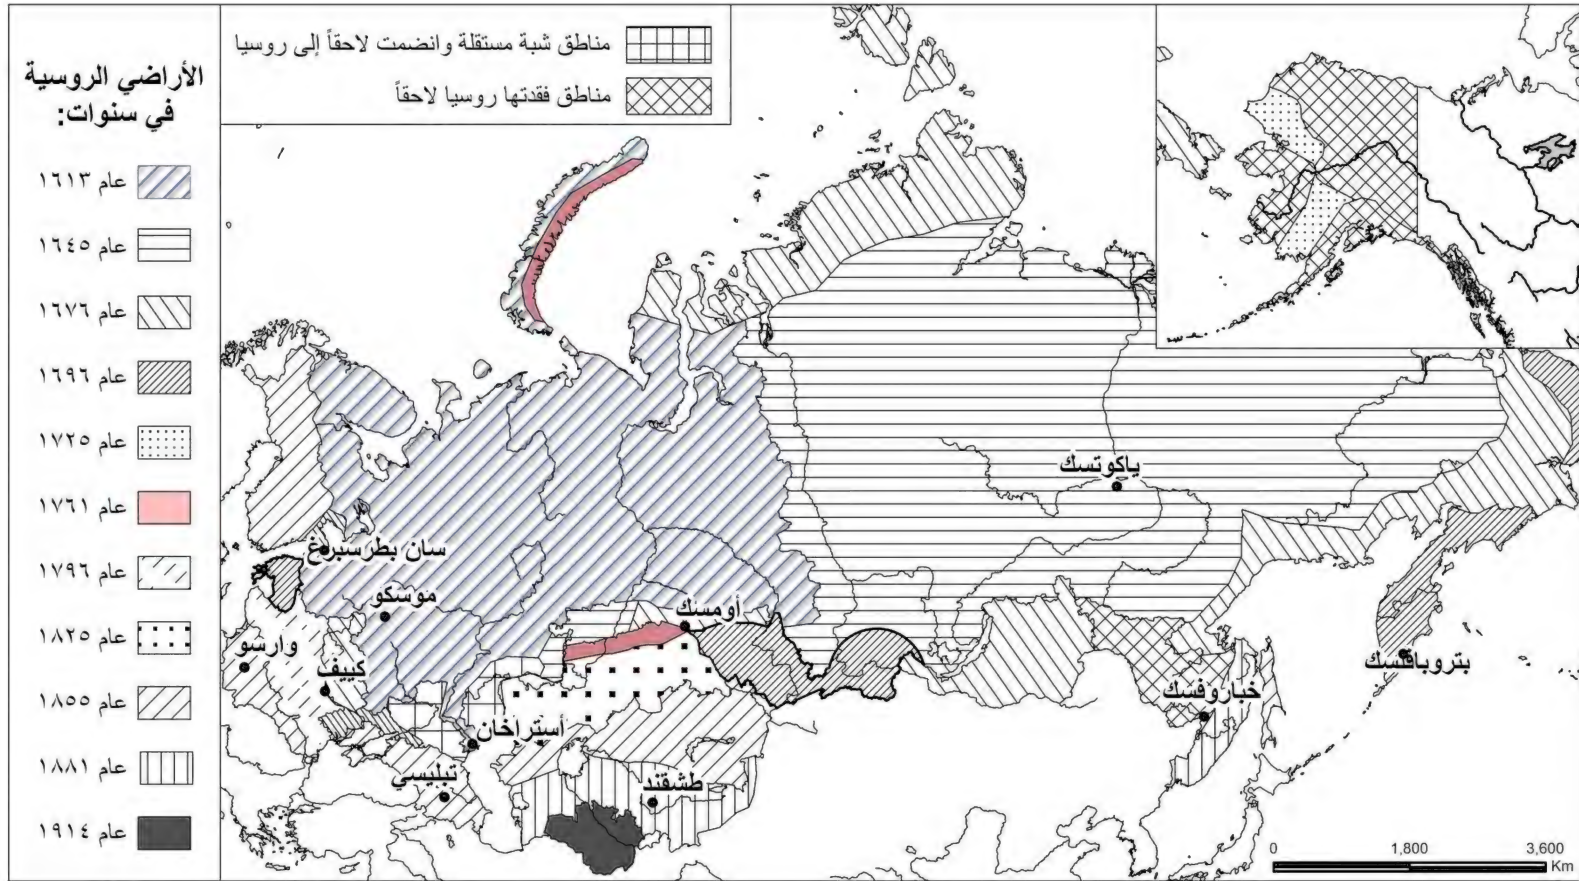 مناطق شبة مستقلة وانضمت لاحقاً إلى روسيا
مناطق فقدتها روسيا لاحقاً
الأراضي الروسية
في سنوات:
عام ١٦١٣
عام ١٦٤٥
عام ١٦٧٦
عام ١٦٩٦
عام ١٧٢٥
عام ١٧٦١
عام ١٧٩٦
عام ١٨٢٥
عام ١٨٥٥
عام ١٨٨١
عام ١٩١٤
ياكوتسك
سان بطرسبرغ
موسكو
أومسك
وارسو
كييف
بتروبافلسك
خباروفسك
أستراخان
تبليسي
طشقند
0 1,800 3,600
Km